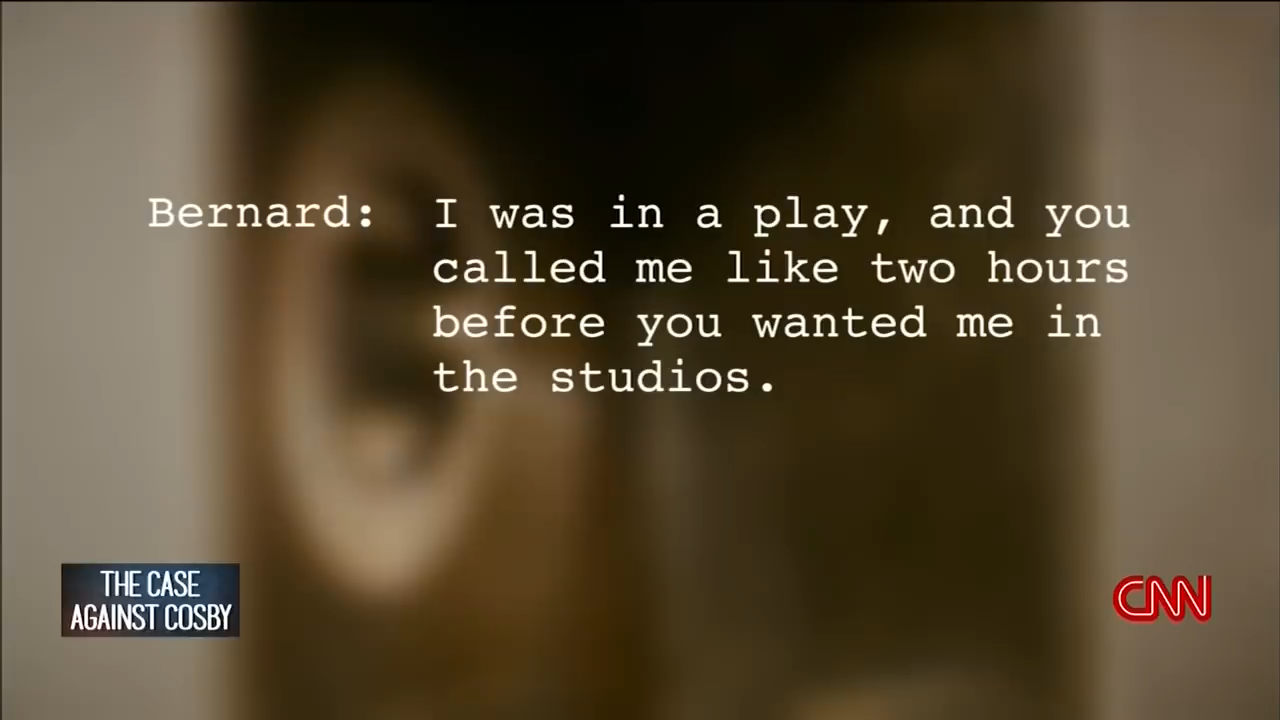 Bernard: I was in a play, and you
called me like two hours
before you wanted me in
the studios.
THE CASE
AGAINST COSBY
CNN